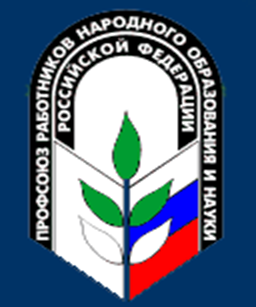 ПРОФСОЮЗ РАБОТНИКОВ НАРОДНОГО ОБРАЗОВАНИЯ И НАУКИ
РОССИЙСКОЙ ФЕДЕРАЦИИ